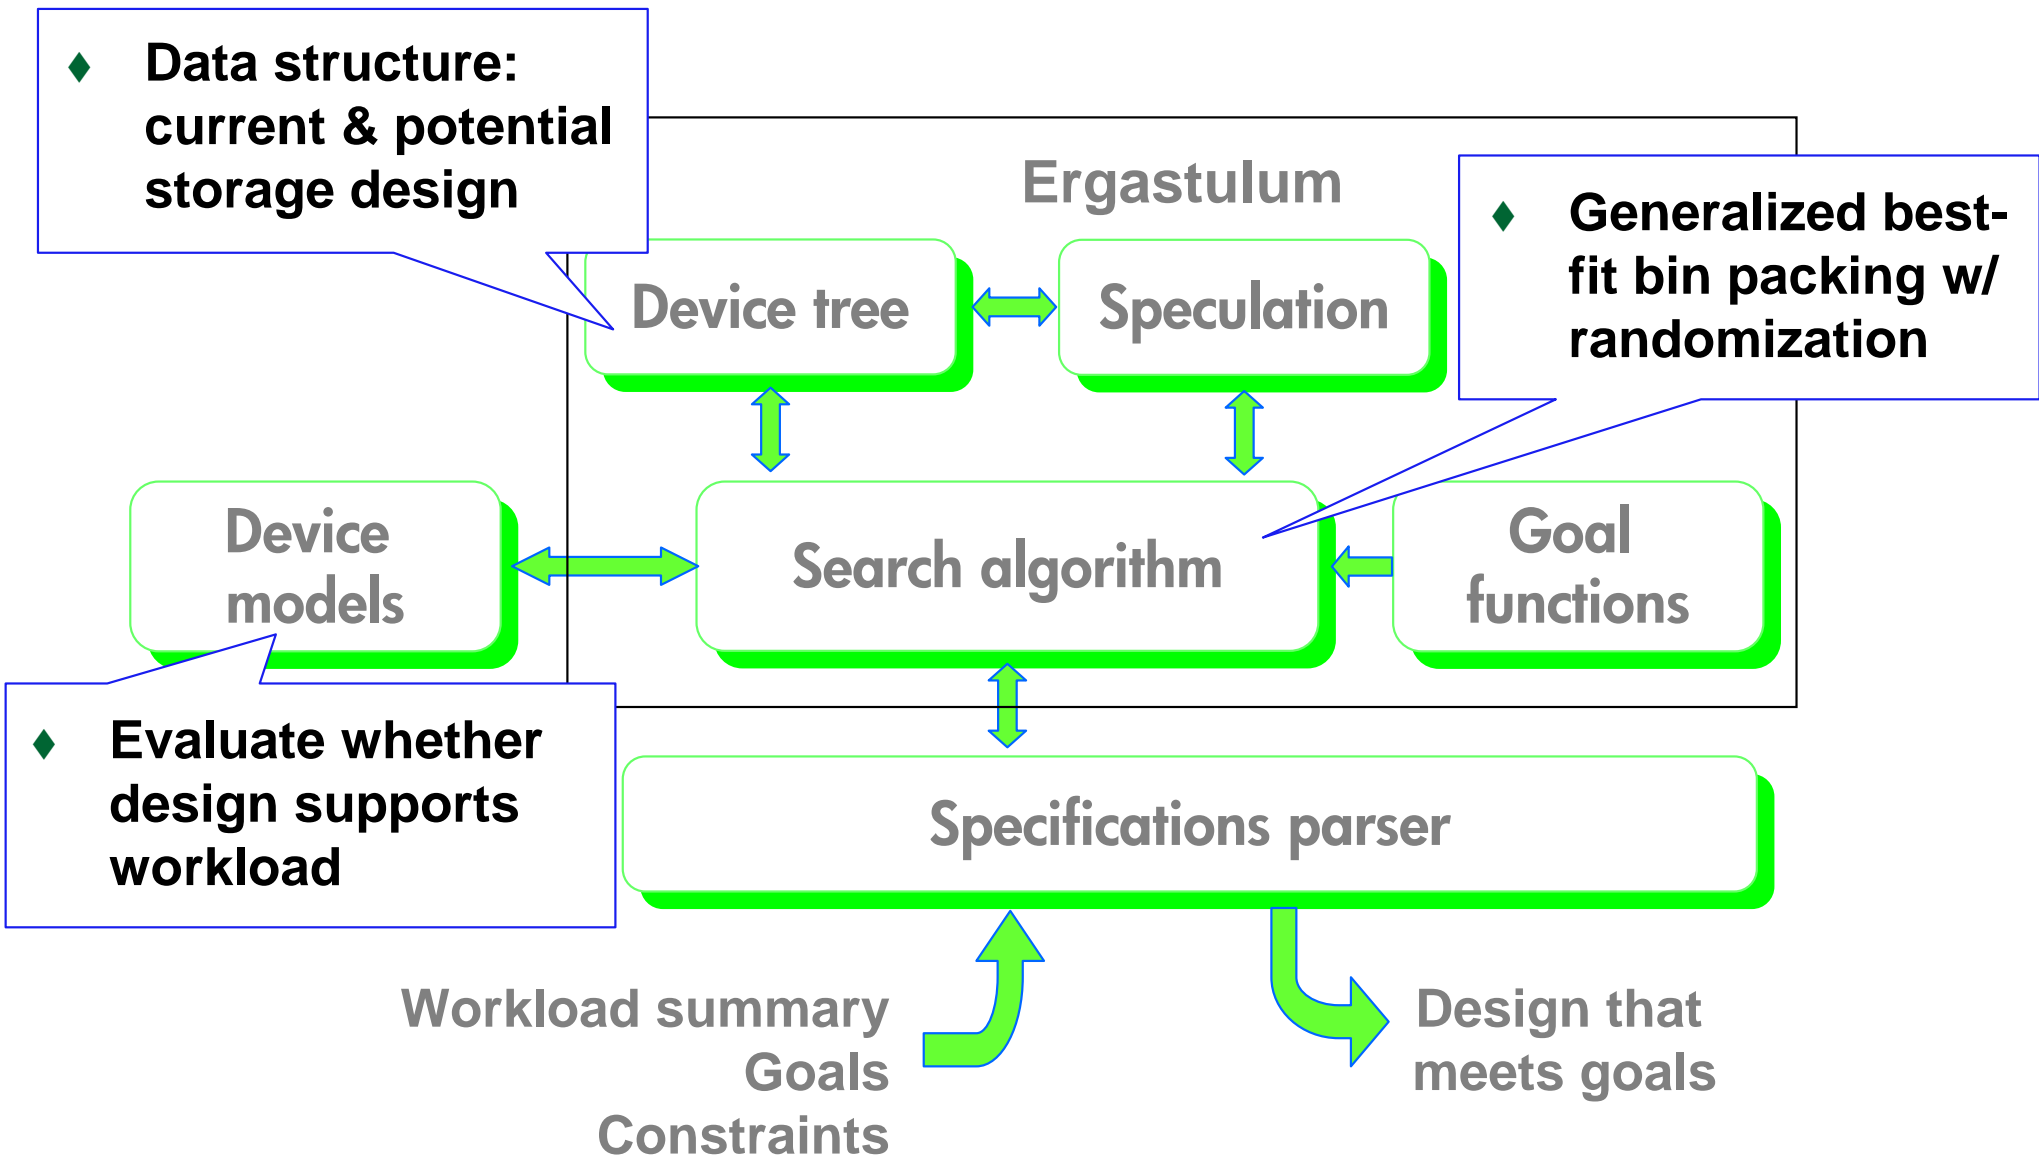 ♦ Data structure:
current & potential
storage design
Ergastulum
♦ Generalized best-
fit bin packing w/
randomization
Device tree
Speculation
Device
models
Search algorithm
Goal
functions
♦ Evaluate whether
design supports
workload
Specifications parser
Workload summary
Goals
Constraints
Design that
meets goals